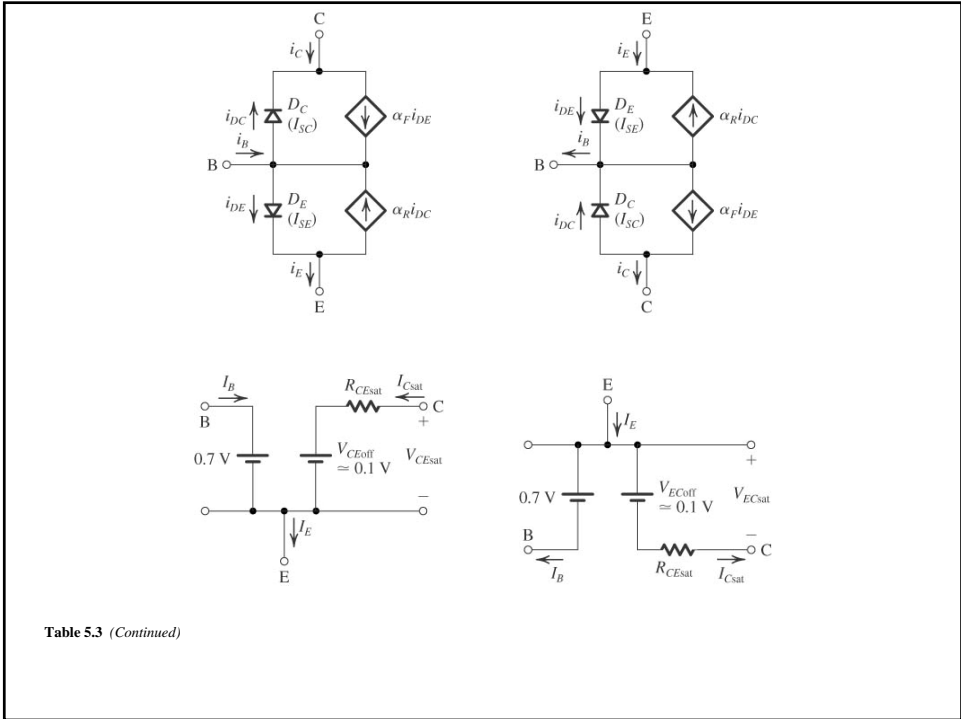 C
i_C
i_DC
D_C
(I_SC)
α_F i_DE
i_B
B
i_DE
D_E
(I_SE)
α_R i_DC
i_E
E
E
i_E
i_DE
D_E
(I_SE)
α_R i_DC
i_B
B
i_DC
D_C
(I_SC)
α_F i_DE
i_C
C
I_B
R_CEsat
I_Csat
B
C
+
0.7 V
V_CEoff
≃ 0.1 V
V_CEsat
–
I_E
E
E
I_E
+
0.7 V
V_ECoff
≃ 0.1 V
V_ECsat
–
B
C
I_B
R_CEsat
I_Csat
Table 5.3 (Continued)